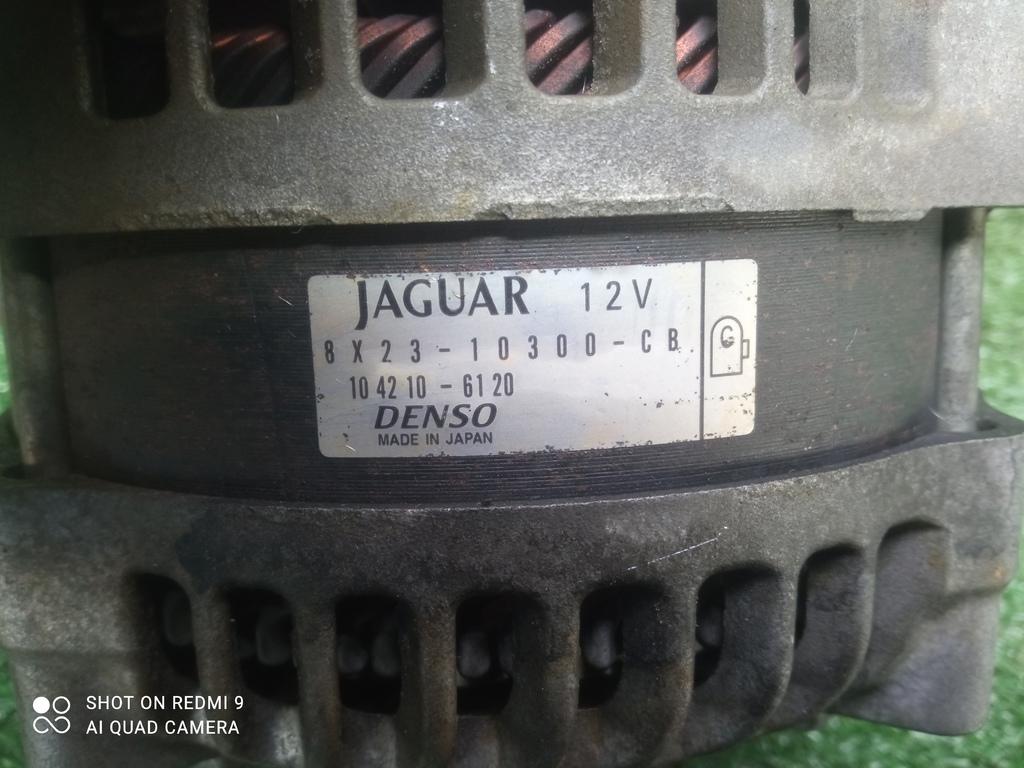 JAGUAR 12V
8X23-10300-CB
104210-6120
DENSO
MADE IN JAPAN
C
SHOT ON REDMI 9
AI QUAD CAMERA